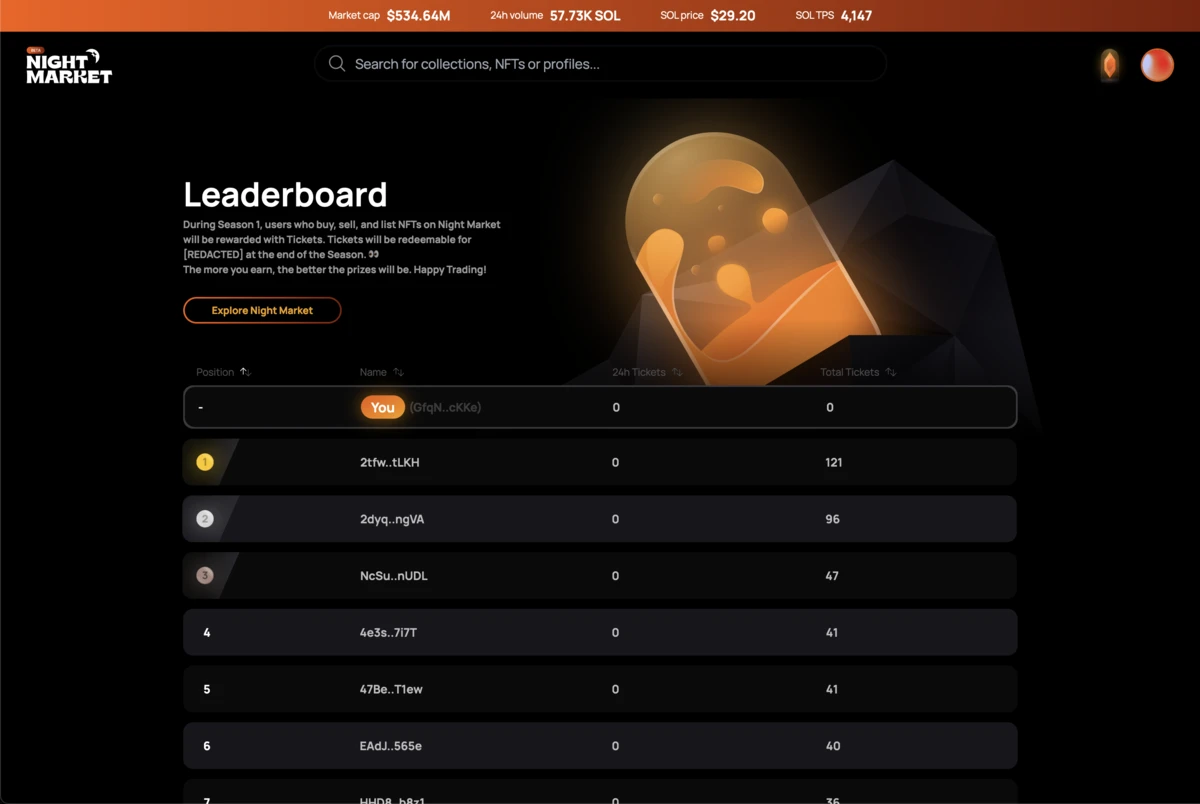 Market cap $534.64M 24h volume 57.73K SOL SOL price $29.20 SOL TPS 4,147
BETA
NIGHT
MARKET
Search for collections, NFTs or profiles...
Leaderboard
During Season 1, users who buy, sell, and list NFTs on Night Market
will be rewarded with Tickets. Tickets will be redeemable for
[REDACTED] at the end of the Season. 👀
The more you earn, the better the prizes will be. Happy Trading!
Explore Night Market
Position Name 24h Tickets Total Tickets
- You (GfqN..cKKe) 0 0
1 2tfw..tLKH 0 121
2 2dyq..ngVA 0 96
3 NcSu..nUDL 0 47
4 4e3s..7i7T 0 41
5 47Be..T1ew 0 41
6 EAdJ..565e 0 40
7 HHD8..b8z1 0 36